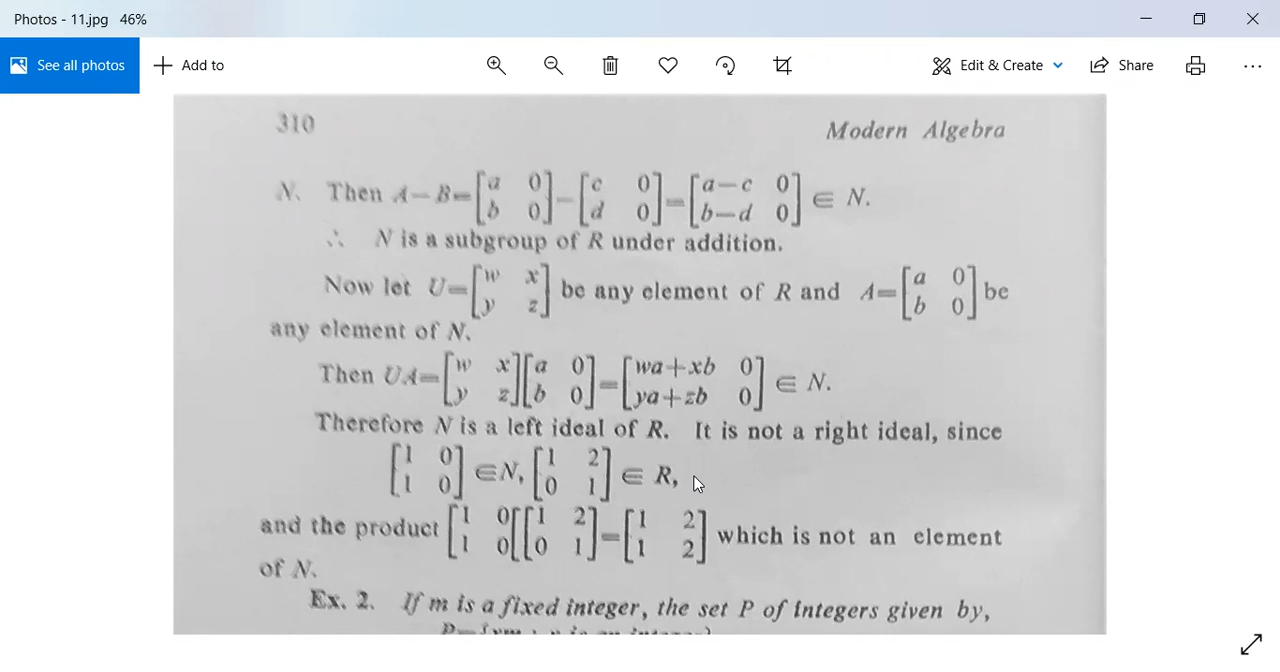 Photos - 11.jpg 46%
See all photos
Add to
Edit & Create
Share
310
Modern Algebra
N. Then A−B=[a 0; b 0]−[c 0; d 0]=[a−c 0; b−d 0] ∈ N.
∴ N is a subgroup of R under addition.
Now let U=[w x; y z] be any element of R and A=[a 0; b 0] be
any element of N.
Then UA=[w x; y z][a 0; b 0]=[wa+xb 0; ya+zb 0] ∈ N.
Therefore N is a left ideal of R. It is not a right ideal, since
[1 0; 1 0] ∈N, [1 2; 0 1] ∈ R,
and the product [1 0; 1 0[[1 2; 0 1]=[1 2; 1 2] which is not an element
of N.
Ex. 2. If m is a fixed integer, the set P of integers given by,